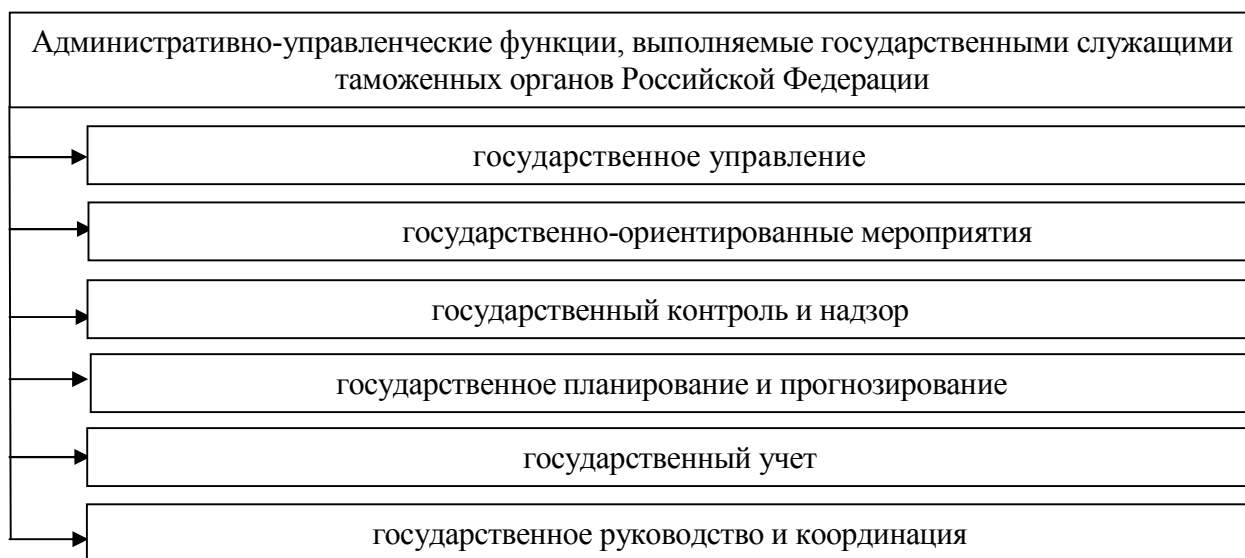 Административно-управленческие функции, выполняемые государственными служащими
таможенных органов Российской Федерации
государственное управление
государственно-ориентированные мероприятия
государственный контроль и надзор
государственное планирование и прогнозирование
государственный учет
государственное руководство и координация